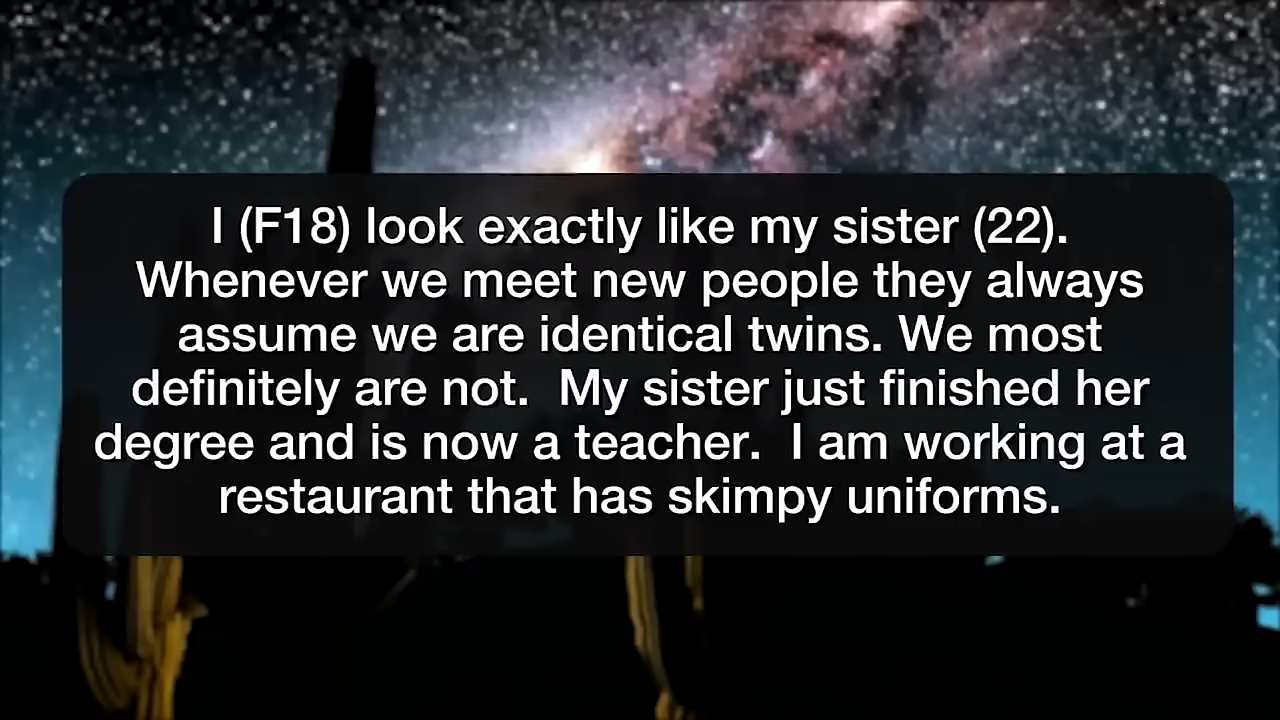 I (F18) look exactly like my sister (22).
Whenever we meet new people they always
assume we are identical twins. We most
definitely are not.  My sister just finished her
degree and is now a teacher.  I am working at a
restaurant that has skimpy uniforms.